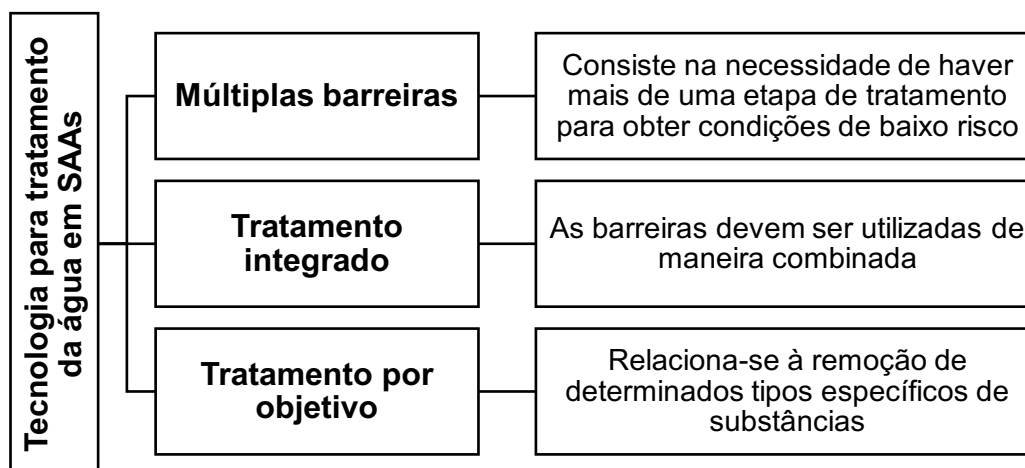 Tecnologia para tratamento
da água em SAAs
Múltiplas barreiras
Consiste na necessidade de haver
mais de uma etapa de tratamento
para obter condições de baixo risco
Tratamento
integrado
As barreiras devem ser utilizadas de
maneira combinada
Tratamento por
objetivo
Relaciona-se à remoção de
determinados tipos específicos de
substâncias